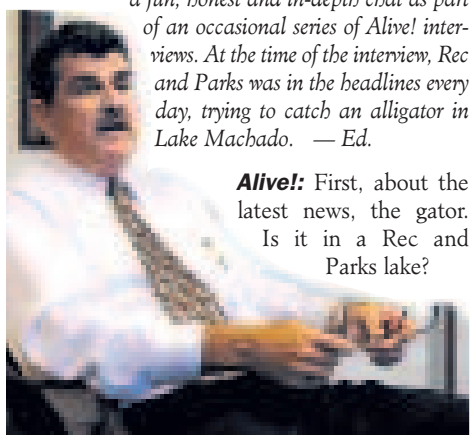 a fun, honest and in-depth chat as part
of an occasional series of Alive! inter-
views. At the time of the interview, Rec
and Parks was in the headlines every
day, trying to catch an alligator in
Lake Machado. — Ed.
Alive!: First, about the
latest news, the gator.
Is it in a Rec and
Parks lake?